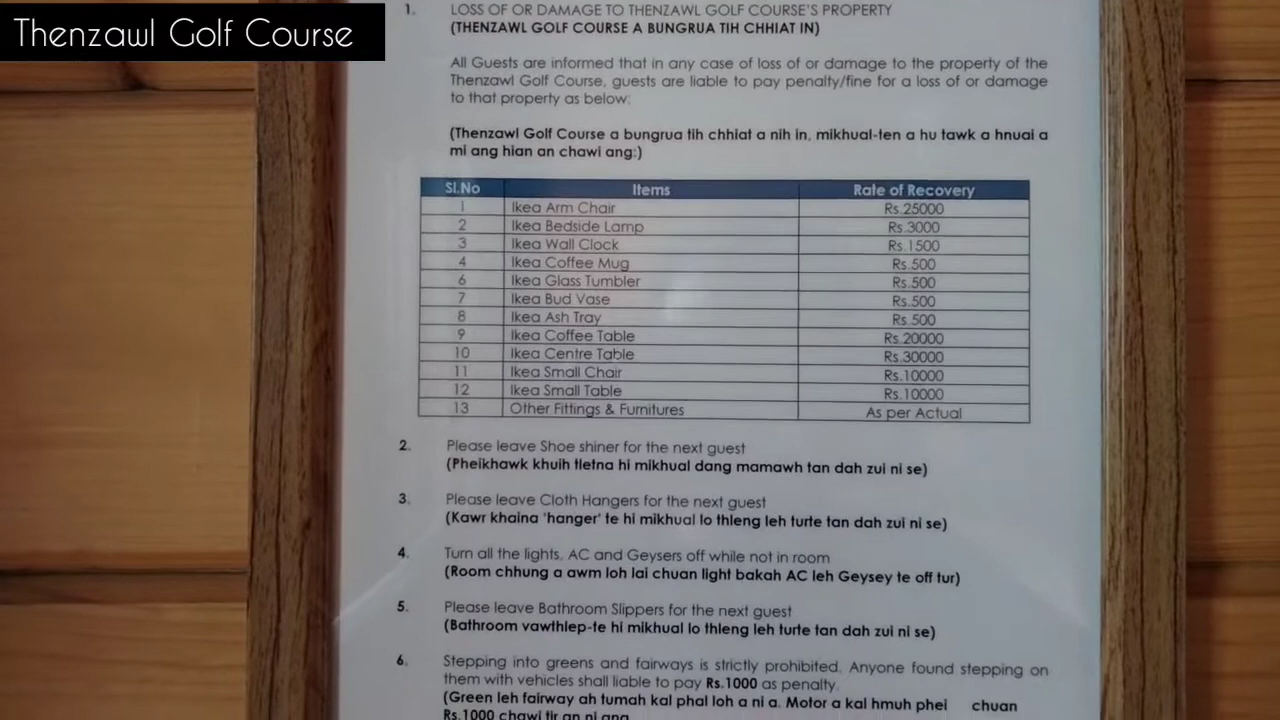 Thenzawl Golf Course
1. LOSS OF OR DAMAGE TO THENZAWL GOLF COURSE'S PROPERTY
(THENZAWL GOLF COURSE A BUNGRUA TIH CHHIAT IN)
All Guests are informed that in any case of loss of or damage to the property of the
Thenzawl Golf Course, guests are liable to pay penalty/fine for a loss of or damage
to that property as below:
(Thenzawl Golf Course a bungrua tih chhiat a nih in, mikhual-ten a hu tawk a hnuai a
mi ang hian an chawi ang:)
Sl.No Items Rate of Recovery
1 Ikea Arm Chair Rs.25000
2 Ikea Bedside Lamp Rs.3000
3 Ikea Wall Clock Rs.1500
4 Ikea Coffee Mug Rs.500
6 Ikea Glass Tumbler Rs.500
7 Ikea Bud Vase Rs.500
8 Ikea Ash Tray Rs.500
9 Ikea Coffee Table Rs.20000
10 Ikea Centre Table Rs.30000
11 Ikea Small Chair Rs.10000
12 Ikea Small Table Rs.10000
13 Other Fittings & Furnitures As per Actual
2. Please leave Shoe shiner for the next guest
(Pheikhawk khuih tletna hi mikhual dang mamawh tan dah zui ni se)
3. Please leave Cloth Hangers for the next guest
(Kawr khaina 'hanger' te hi mikhual lo thleng leh turte tan dah zui ni se)
4. Turn all the lights, AC and Geysers off while not in room
(Room chhung a awm loh lai chuan light bakah AC leh Geysey te off tur)
5. Please leave Bathroom Slippers for the next guest
(Bathroom vawthlep-te hi mikhual lo thleng leh turte tan dah zui ni se)
6. Stepping into greens and fairways is strictly prohibited. Anyone found stepping on
them with vehicles shall liable to pay Rs.1000 as penalty.
(Green leh fairway ah tumah kal phal loh a ni a. Motor a kal hmuh phei chuan
Rs.1000 chawi tir an ni ang